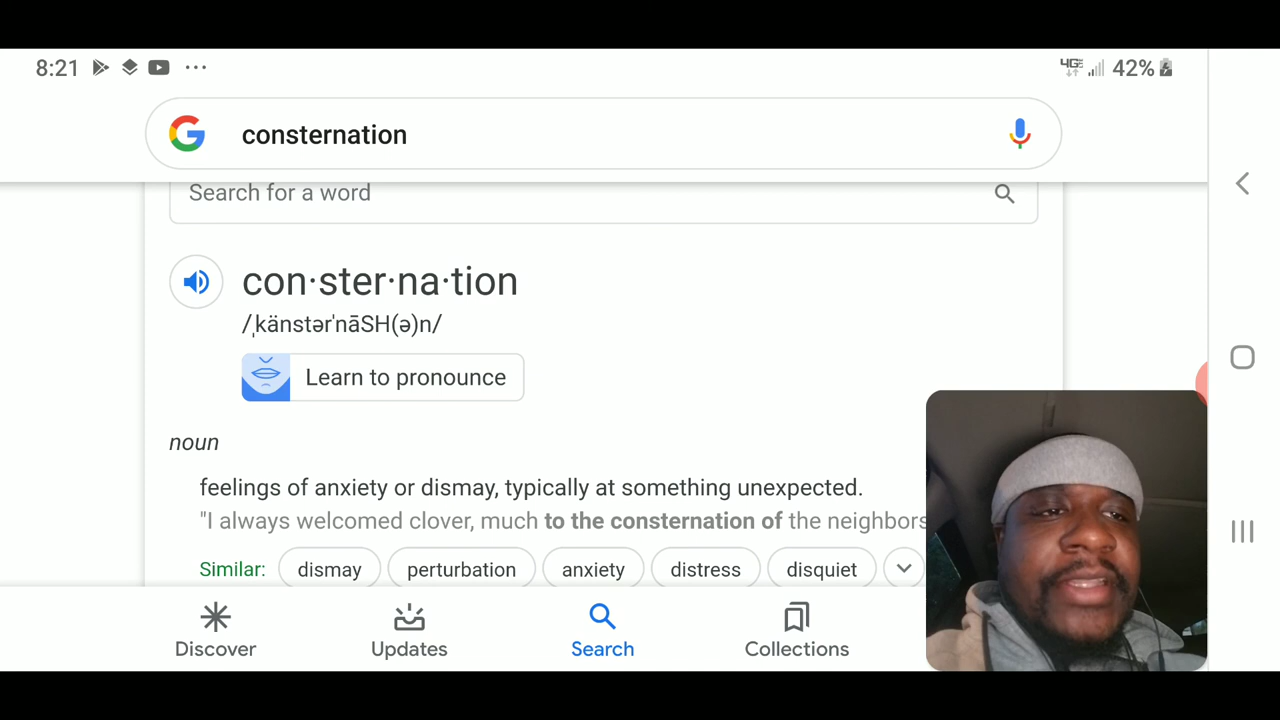 8:21 ... 4GE 42%
consternation
Search for a word
con·ster·na·tion
/ˌkänstərˈnāSH(ə)n/
Learn to pronounce
noun
feelings of anxiety or dismay, typically at something unexpected.
"I always welcomed clover, much to the consternation of the neighbors
Similar: dismay perturbation anxiety distress disquiet
Discover Updates Search Collections